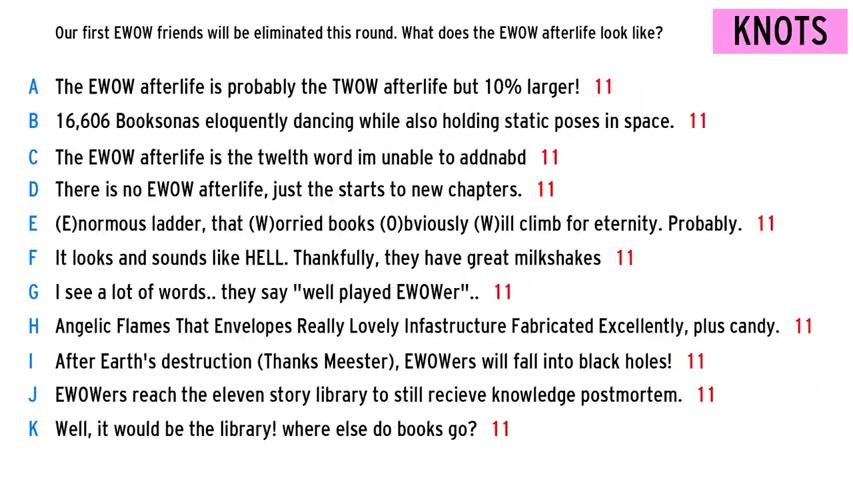 Our first EWOW friends will be eliminated this round. What does the EWOW afterlife look like?
KNOTS
A The EWOW afterlife is probably the TWOW afterlife but 10% larger! 11
B 16,606 Booksonas eloquently dancing while also holding static poses in space. 11
C The EWOW afterlife is the twelth word im unable to addnabd 11
D There is no EWOW afterlife, just the starts to new chapters. 11
E (E)normous ladder, that (W)orried books (O)bviously (W)ill climb for eternity. Probably. 11
F It looks and sounds like HELL. Thankfully, they have great milkshakes 11
G I see a lot of words.. they say "well played EWOWer".. 11
H Angelic Flames That Envelopes Really Lovely Infastructure Fabricated Excellently, plus candy. 11
I After Earth's destruction (Thanks Meester), EWOWers will fall into black holes! 11
J EWOWers reach the eleven story library to still recieve knowledge postmortem. 11
K Well, it would be the library! where else do books go? 11